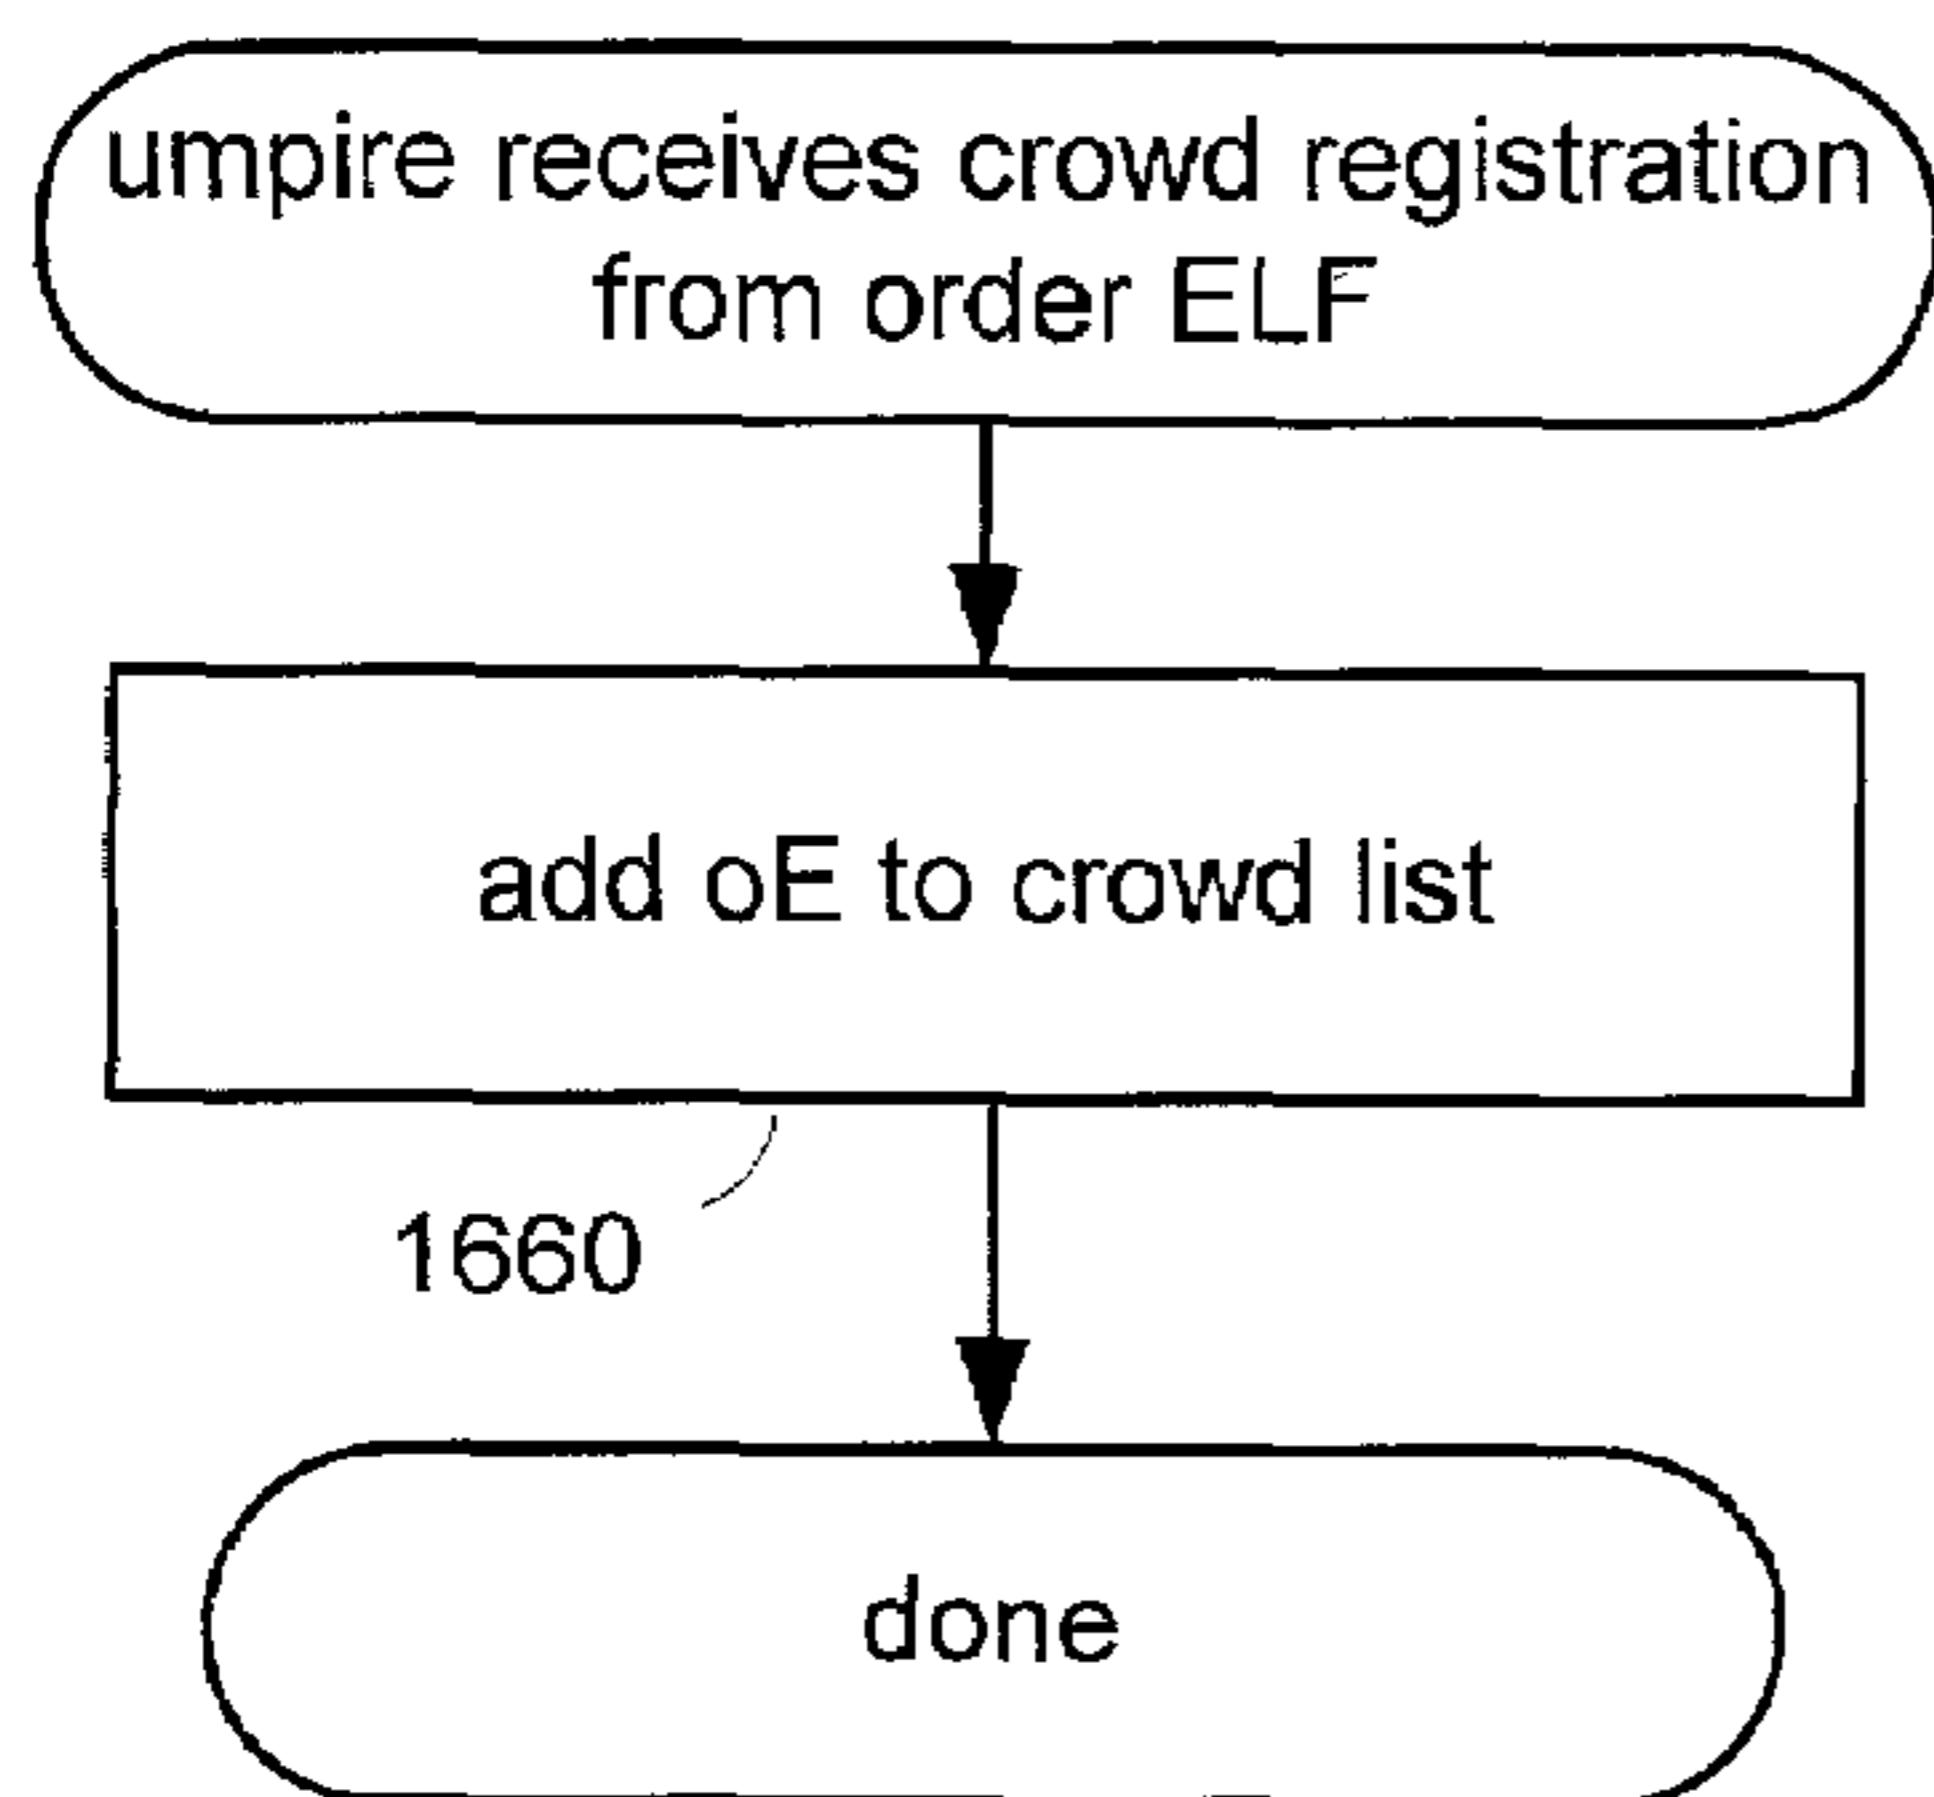 umpire receives crowd registration
from order ELF
add oE to crowd list
1660
done